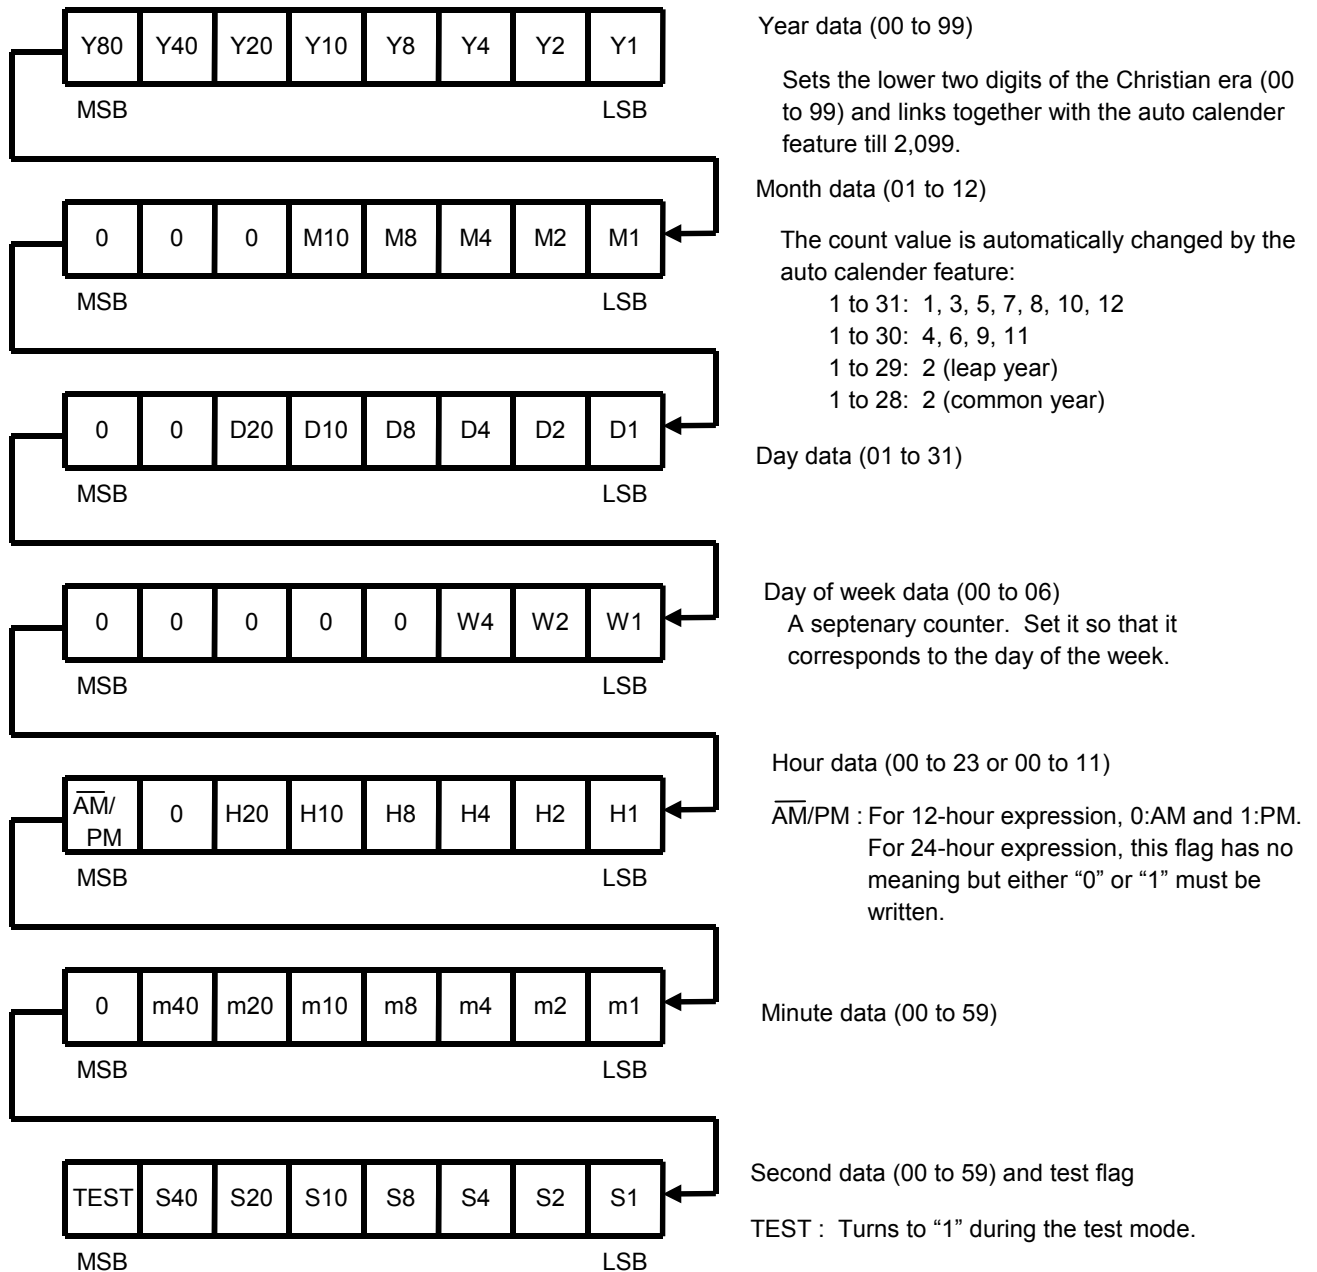 Y80 Y40 Y20 Y10 Y8 Y4 Y2 Y1
MSB LSB
Year data (00 to 99)
Sets the lower two digits of the Christian era (00
to 99) and links together with the auto calender
feature till 2,099.
0 0 0 M10 M8 M4 M2 M1
MSB LSB
Month data (01 to 12)
The count value is automatically changed by the
auto calender feature:
1 to 31: 1, 3, 5, 7, 8, 10, 12
1 to 30: 4, 6, 9, 11
1 to 29: 2 (leap year)
1 to 28: 2 (common year)
0 0 D20 D10 D8 D4 D2 D1
MSB LSB
Day data (01 to 31)
0 0 0 0 0 W4 W2 W1
MSB LSB
Day of week data (00 to 06)
A septenary counter. Set it so that it
corresponds to the day of the week.
A̅M̅/
PM 0 H20 H10 H8 H4 H2 H1
MSB LSB
Hour data (00 to 23 or 00 to 11)
A̅M̅/PM : For 12-hour expression, 0:AM and 1:PM.
For 24-hour expression, this flag has no
meaning but either “0” or “1” must be
written.
0 m40 m20 m10 m8 m4 m2 m1
MSB LSB
Minute data (00 to 59)
TEST S40 S20 S10 S8 S4 S2 S1
MSB LSB
Second data (00 to 59) and test flag
TEST : Turns to “1” during the test mode.